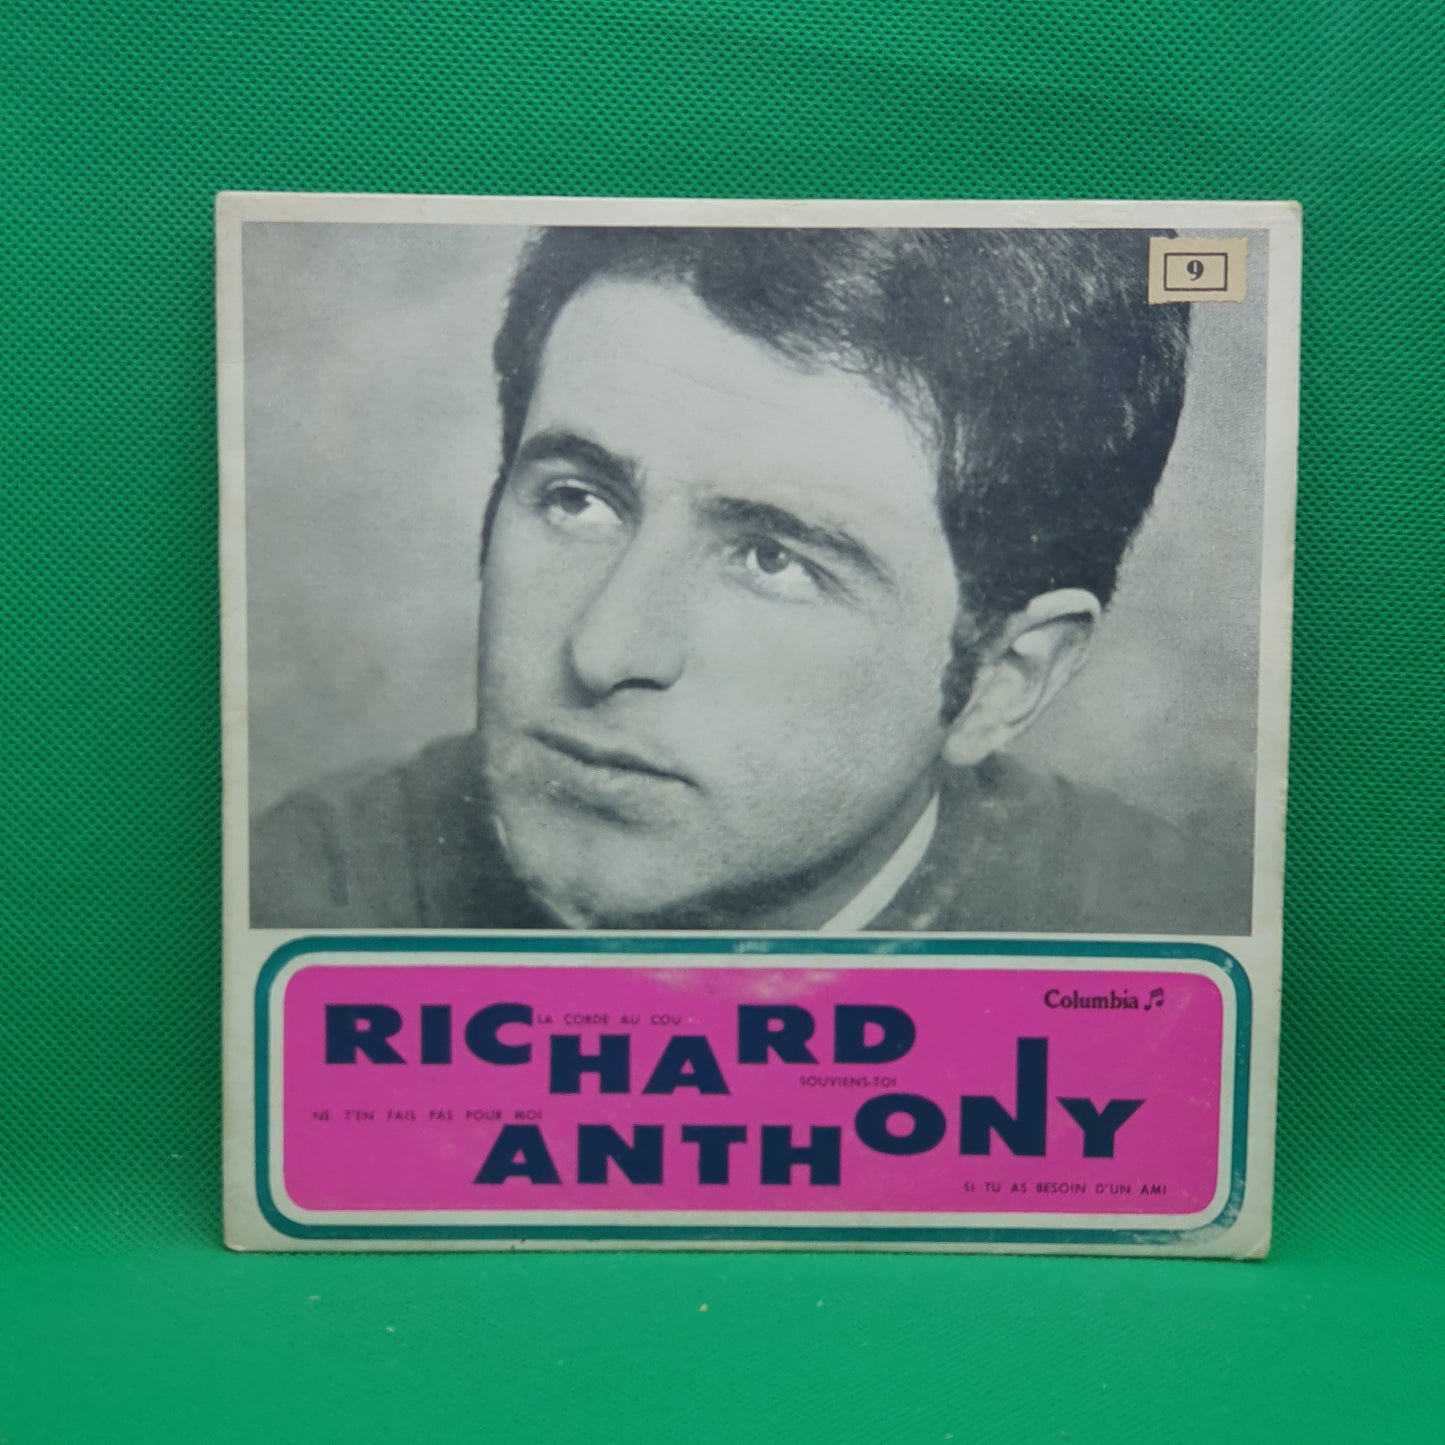 9
Columbia
RICHARD
LA CORDE AU COU
SOUVIENS-TOI
NE T'EN FAIS PAS POUR MOI
ANTHONY
SI TU AS BESOIN D'UN AMI